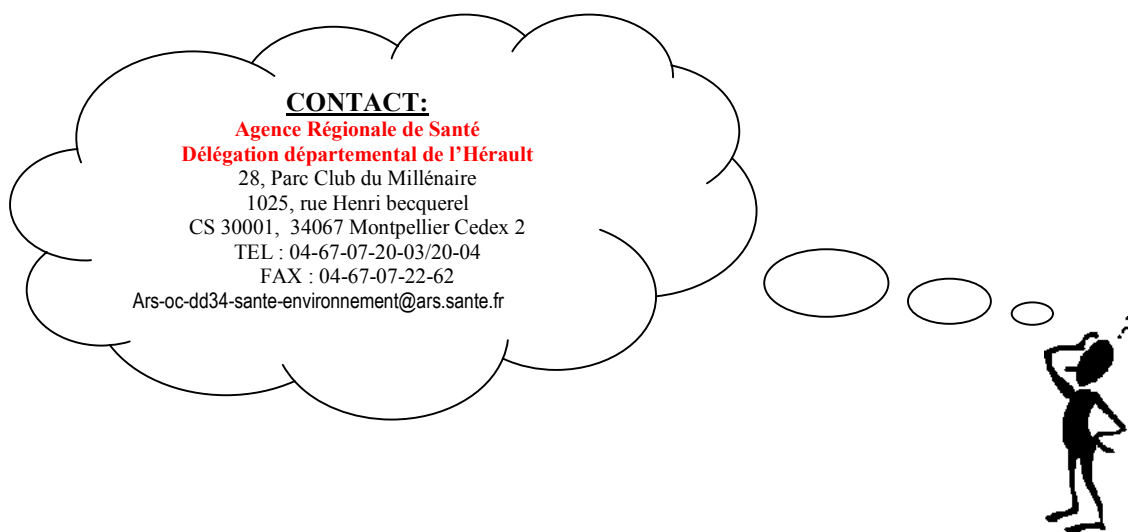 CONTACT:
Agence Régionale de Santé
Délégation départemental de l'Hérault
28, Parc Club du Millénaire
1025, rue Henri becquerel
CS 30001, 34067 Montpellier Cedex 2
TEL : 04-67-07-20-03/20-04
FAX : 04-67-07-22-62
Ars-oc-dd34-sante-environnement@ars.sante.fr